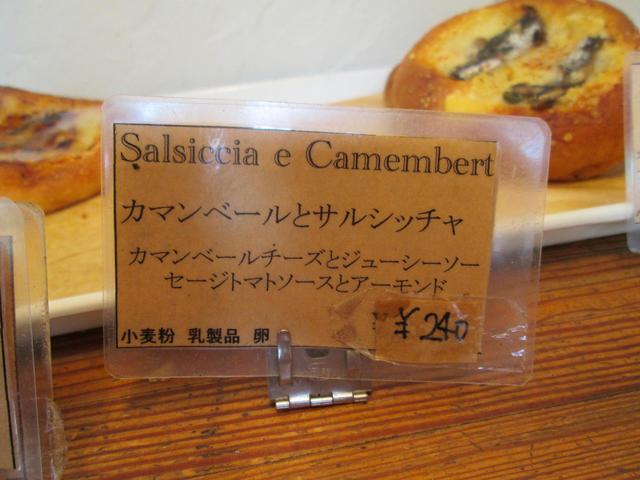 Salsiccia e Camembert
カマンベールとサルシッチャ
カマンベールチーズとジューシーソー
セージトマトソースとアーモンド
¥240
小麦粉 乳製品 卵